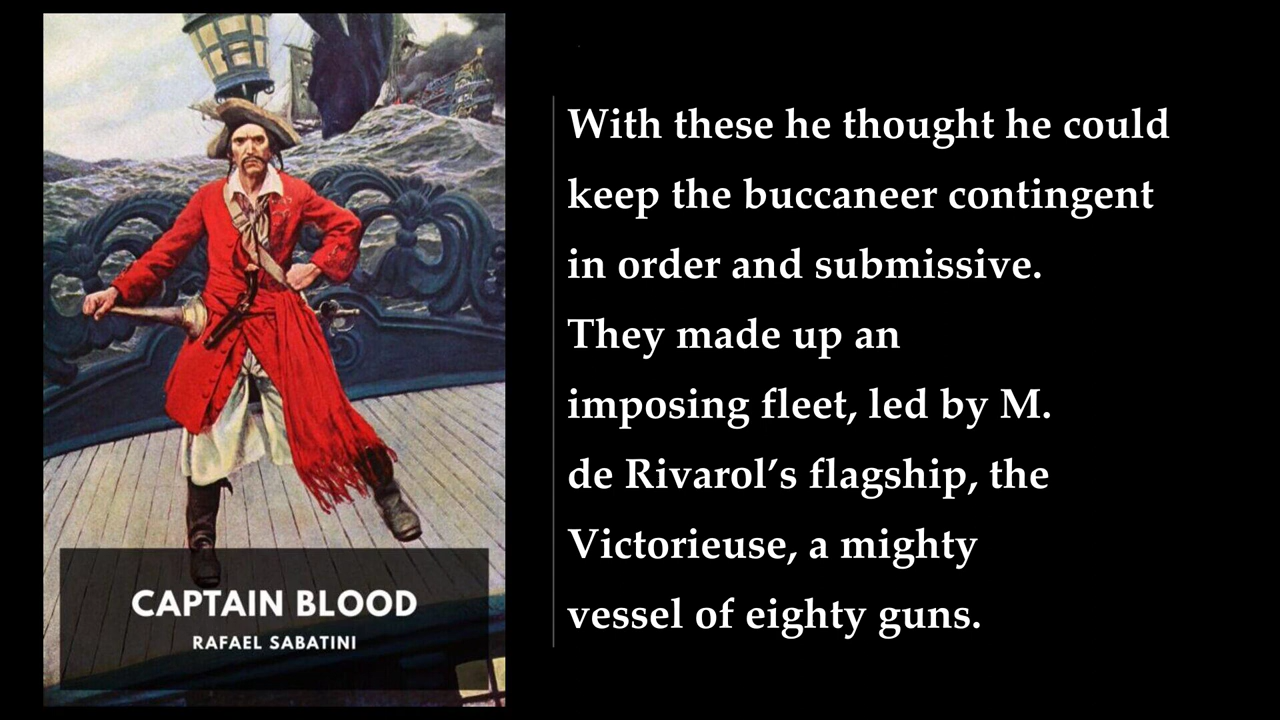 With these he thought he could
keep the buccaneer contingent
in order and submissive.
They made up an
imposing fleet, led by M.
de Rivarol’s flagship, the
Victorieuse, a mighty
vessel of eighty guns.
CAPTAIN BLOOD
RAFAEL SABATINI